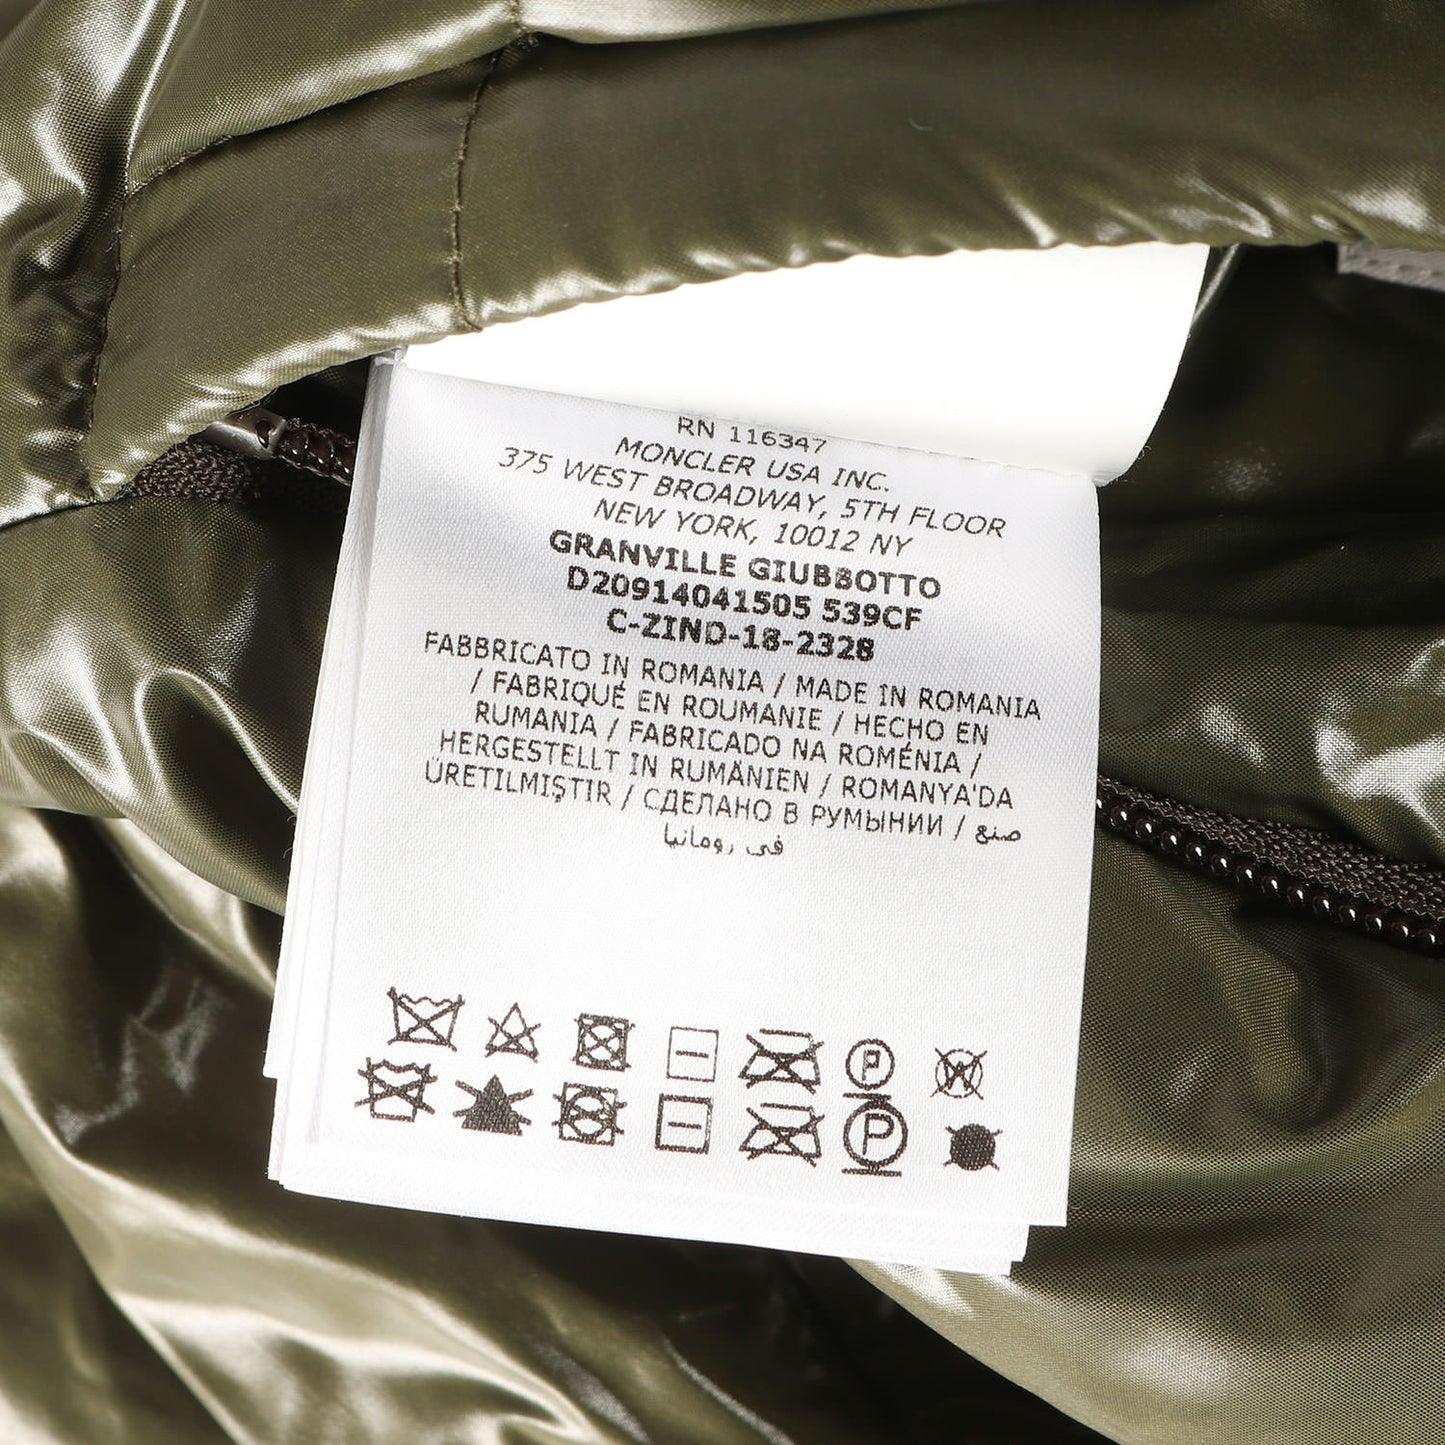 RN 116347
MONCLER USA INC.
375 WEST BROADWAY, 5TH FLOOR
NEW YORK, 10012 NY
GRANVILLE GIUBBOTTO
D20914041505 539CF
C-ZIND-18-2328
FABBRICATO IN ROMANIA / MADE IN ROMANIA
/ FABRIQUÉ EN ROUMANIE / HECHO EN
RUMANIA / FABRICADO NA ROMÉNIA /
HERGESTELLT IN RUMÄNIEN / ROMANYA'DA
ÜRETILMIŞTIR / СДЕЛАНО В РУМЫНИИ / صنع
في رومانيا
P W
P